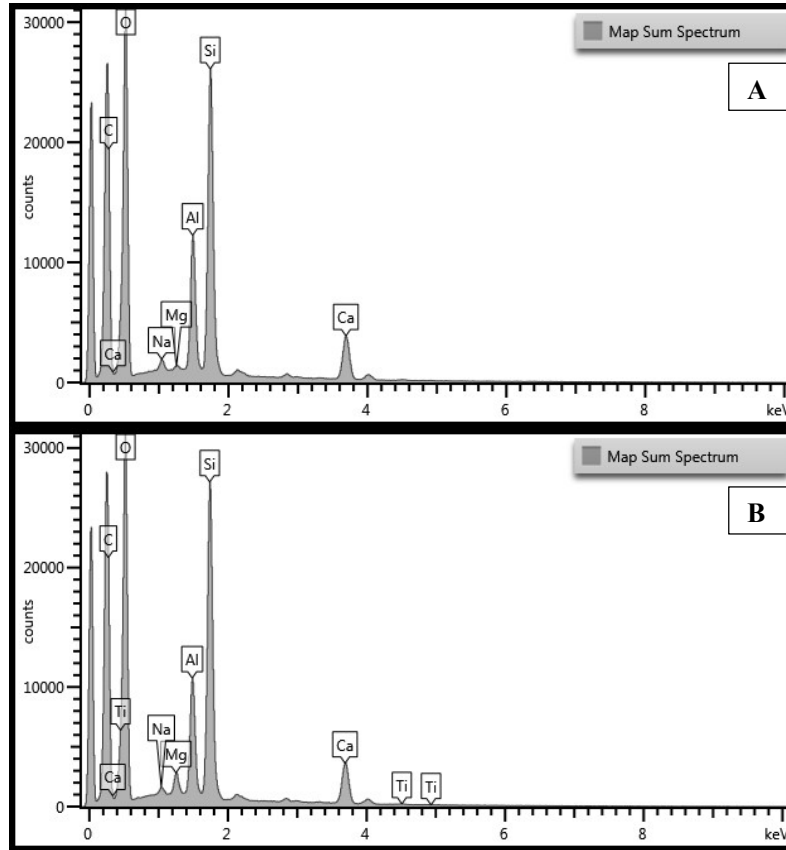 30000
O
Si
Map Sum Spectrum
A
20000
C
counts
Al
10000
Mg
Ca
Na
Ca
0
0 2 4 6 8 keV
30000
O
Si
Map Sum Spectrum
B
C
20000
counts
Al
10000
Ti
Na
Mg
Ca
Ca
Ti
Ti
0
0 2 4 6 8 keV